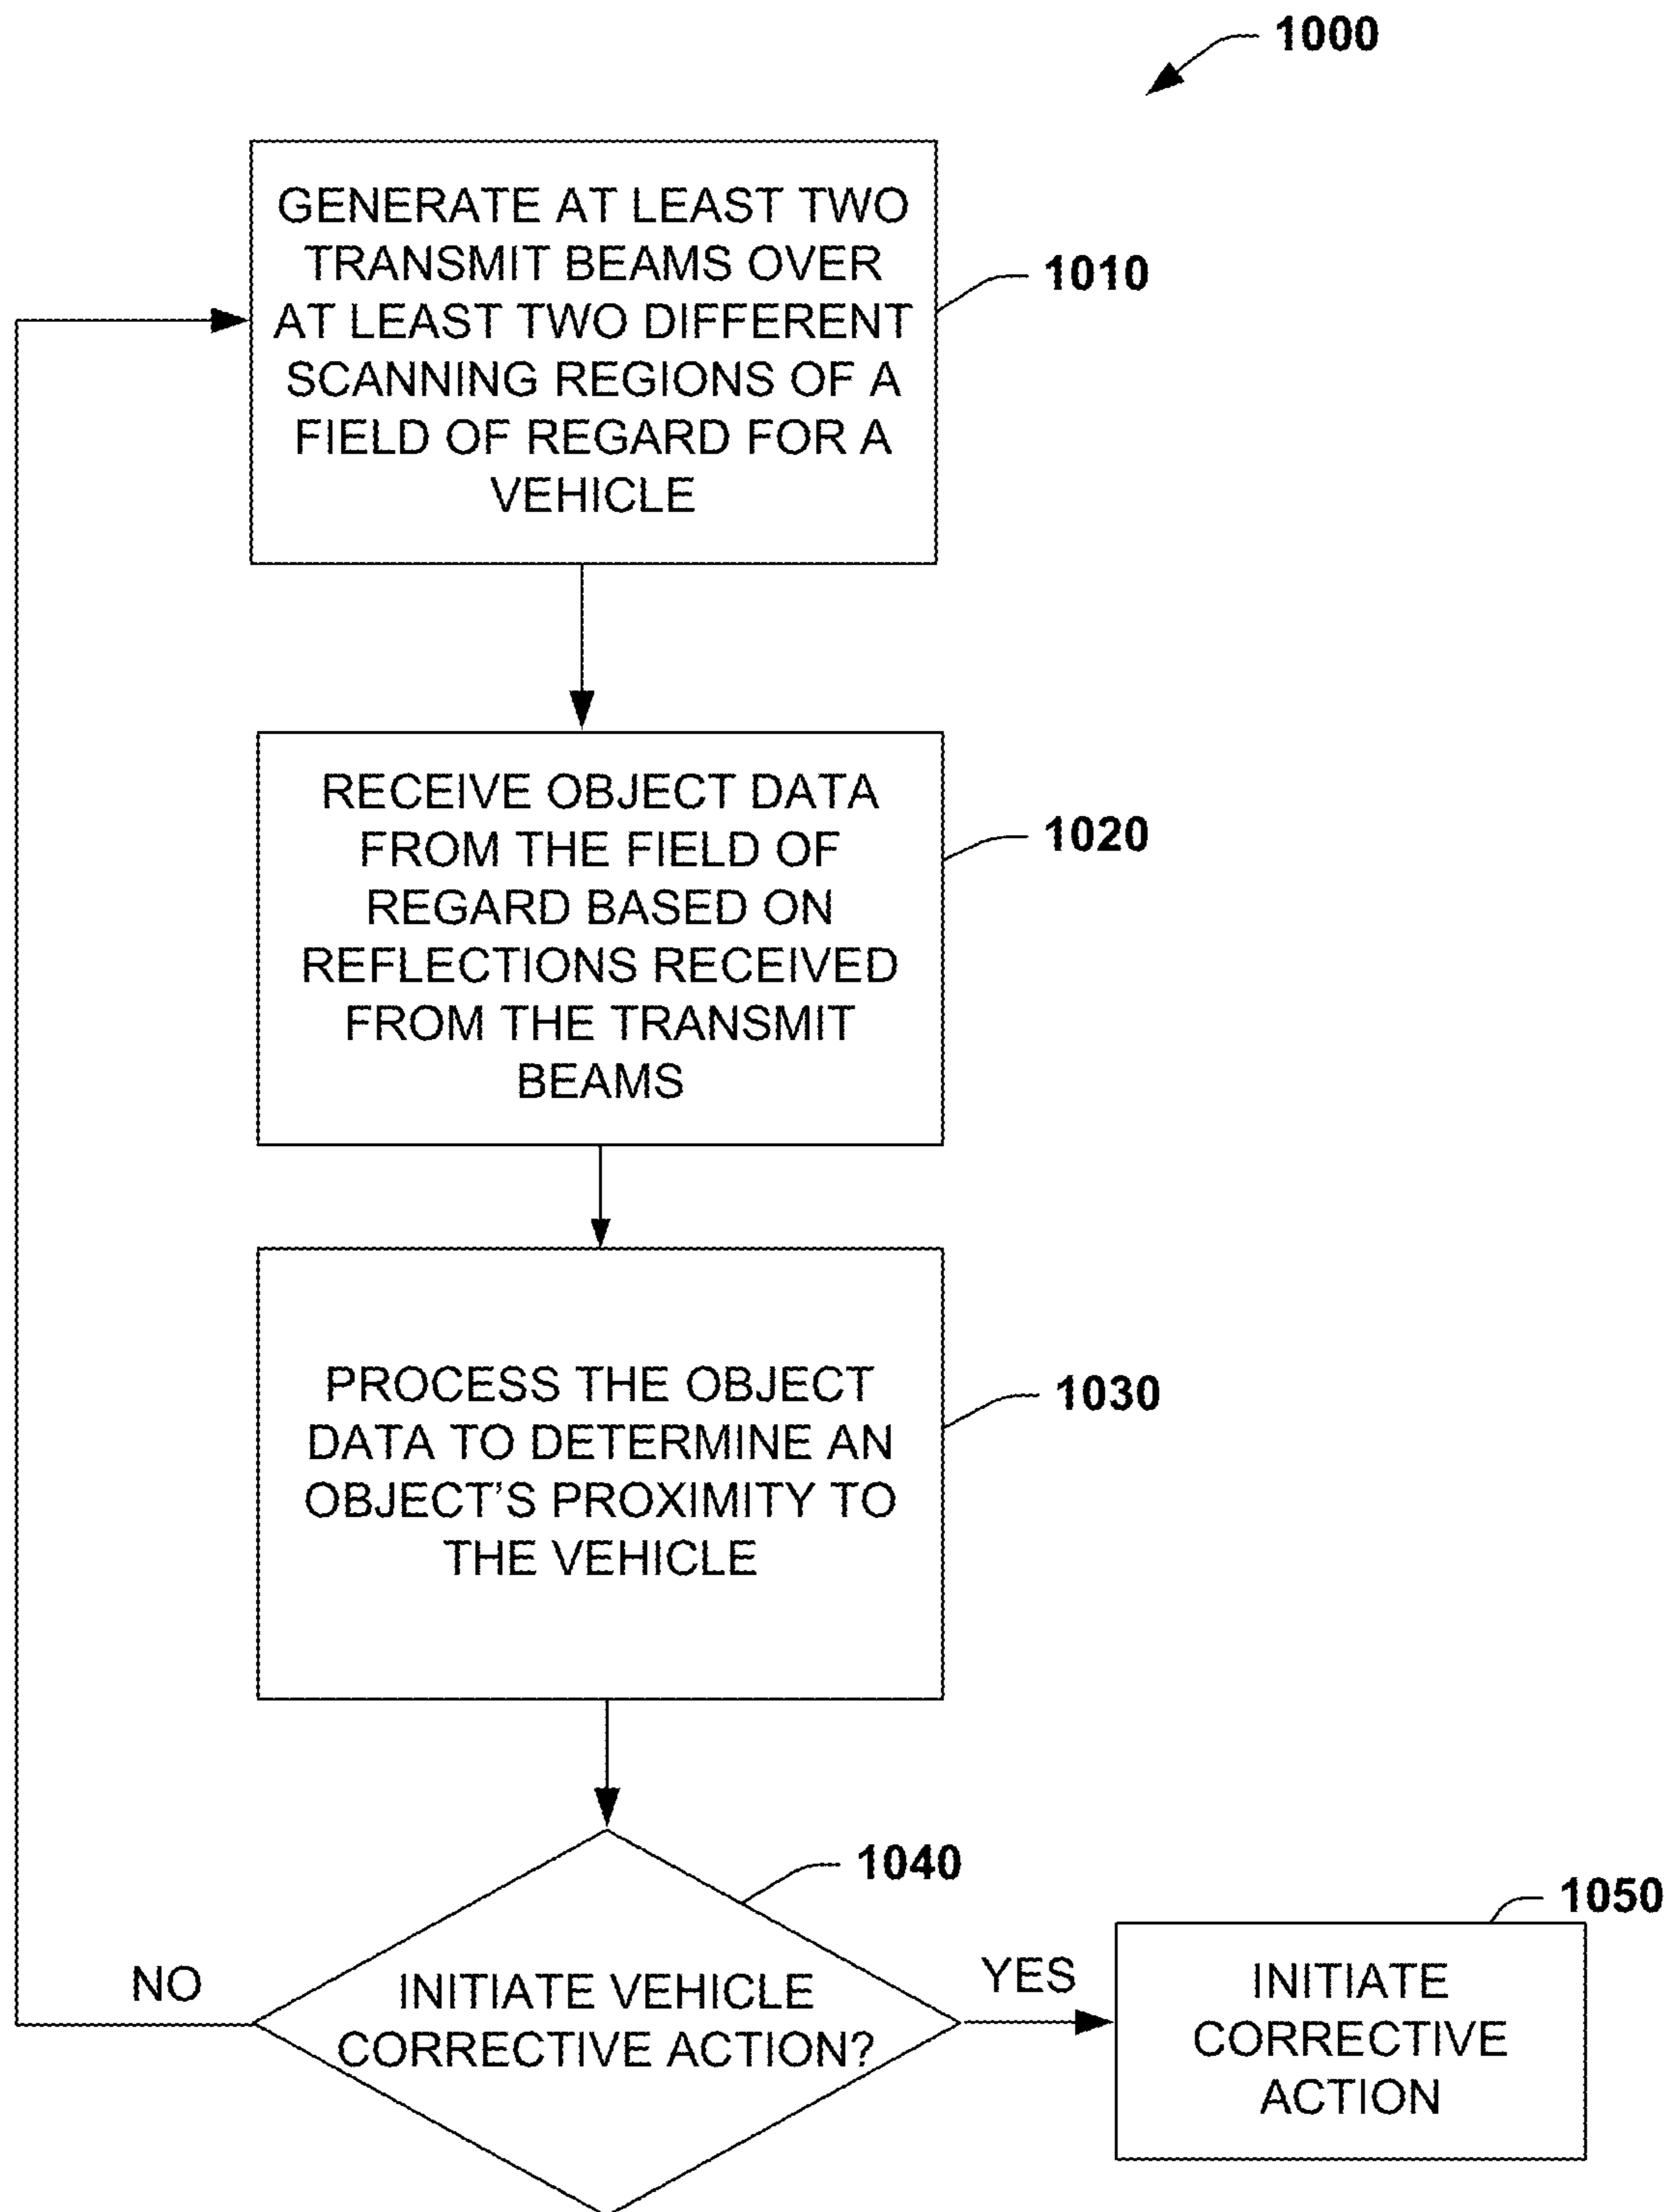 1000
GENERATE AT LEAST TWO
TRANSMIT BEAMS OVER
AT LEAST TWO DIFFERENT
SCANNING REGIONS OF A
FIELD OF REGARD FOR A
VEHICLE
1010
RECEIVE OBJECT DATA
FROM THE FIELD OF
REGARD BASED ON
REFLECTIONS RECEIVED
FROM THE TRANSMIT
BEAMS
1020
PROCESS THE OBJECT
DATA TO DETERMINE AN
OBJECT’S PROXIMITY TO
THE VEHICLE
1030
1040
INITIATE VEHICLE
CORRECTIVE ACTION?
NO
YES
1050
INITIATE
CORRECTIVE
ACTION